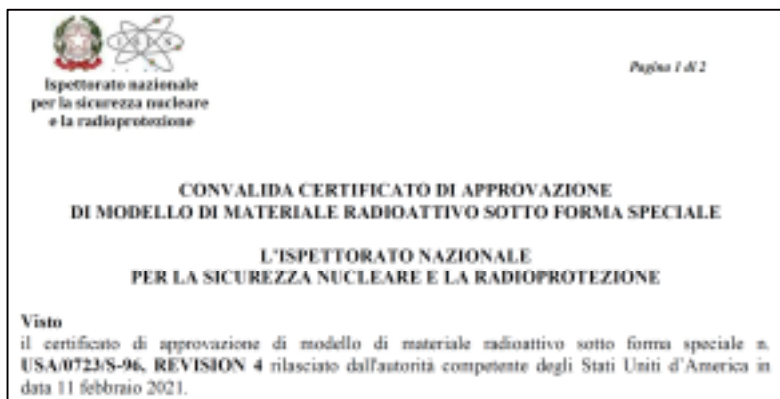 Ispettorato nazionale
per la sicurezza nucleare
e la radioprotezione
Pagina 1 di 2
CONVALIDA CERTIFICATO DI APPROVAZIONE
DI MODELLO DI MATERIALE RADIOATTIVO SOTTO FORMA SPECIALE
L'ISPETTORATO NAZIONALE
PER LA SICUREZZA NUCLEARE E LA RADIOPROTEZIONE
Visto
il certificato di approvazione di modello di materiale radioattivo sotto forma speciale n.
USA/0723/S-96, REVISION 4 rilasciato dall'autorità competente degli Stati Uniti d'America in
data 11 febbraio 2021.